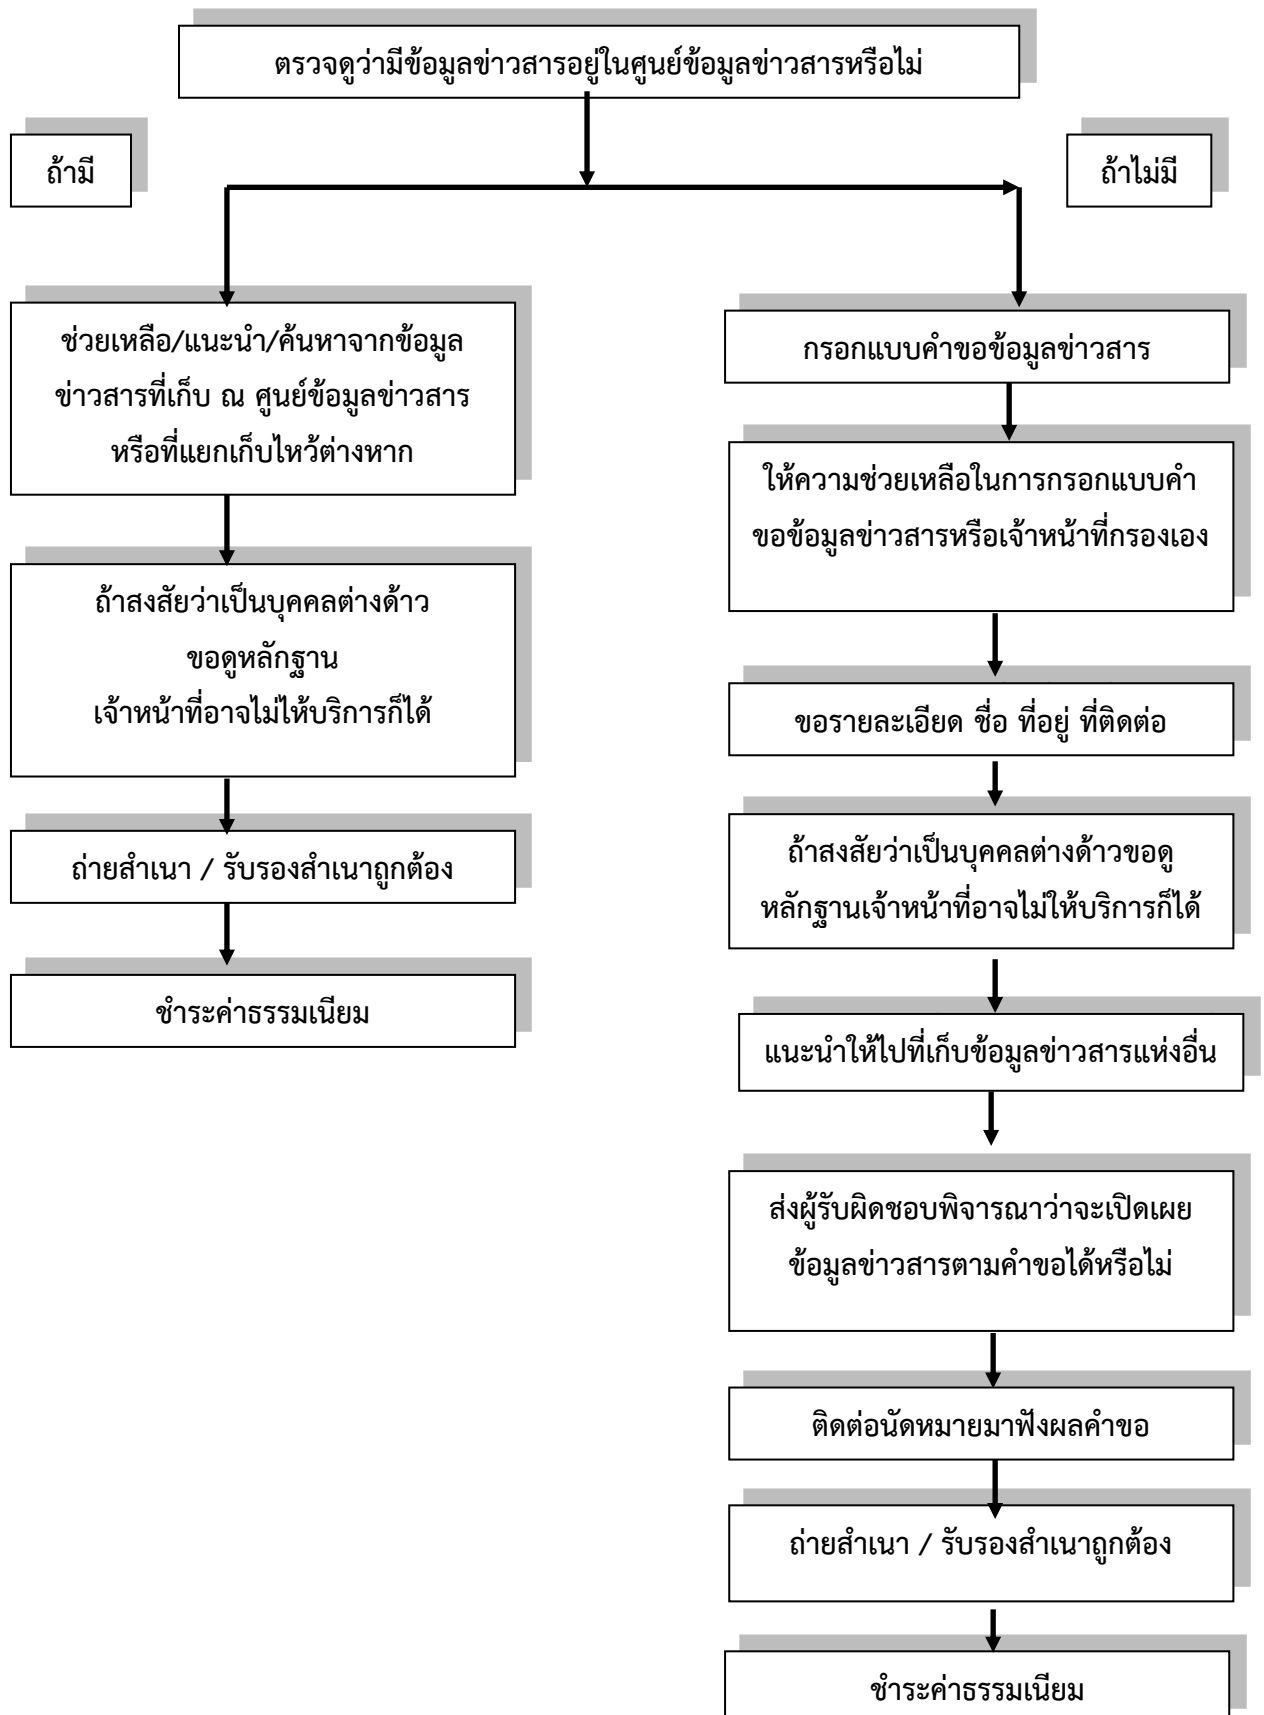 ตรวจดูว่ามีข้อมูลข่าวสารอยู่ในศูนย์ข้อมูลข่าวสารหรือไม่
ถ้ามี
ถ้าไม่มี
ช่วยเหลือ/แนะนำ/ค้นหาจากข้อมูล
ข่าวสารที่เก็บ ณ ศูนย์ข้อมูลข่าวสาร
หรือที่แยกเก็บไหว้ต่างหาก
ถ้าสงสัยว่าเป็นบุคคลต่างด้าว
ขอดูหลักฐาน
เจ้าหน้าที่อาจไม่ไห้บริการก็ได้
ถ่ายสำเนา / รับรองสำเนาถูกต้อง
ชำระค่าธรรมเนียม
กรอกแบบคำขอข้อมูลข่าวสาร
ให้ความช่วยเหลือในการกรอกแบบคำ
ขอข้อมูลข่าวสารหรือเจ้าหน้าที่กรองเอง
ขอรายละเอียด ชื่อ ที่อยู่ ที่ติดต่อ
ถ้าสงสัยว่าเป็นบุคคลต่างด้าวขอดู
หลักฐานเจ้าหน้าที่อาจไม่ให้บริการก็ได้
แนะนำให้ไปที่เก็บข้อมูลข่าวสารแห่งอื่น
ส่งผู้รับผิดชอบพิจารณาว่าจะเปิดเผย
ข้อมูลข่าวสารตามคำขอได้หรือไม่
ติดต่อนัดหมายมาฟังผลคำขอ
ถ่ายสำเนา / รับรองสำเนาถูกต้อง
ชำระค่าธรรมเนียม